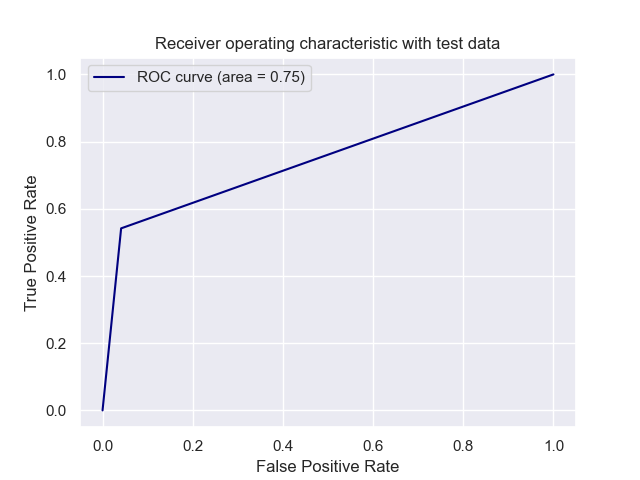 Receiver operating characteristic with test data
ROC curve (area = 0.75)
1.0
0.8
0.6
0.4
0.2
0.0
True Positive Rate
0.0 0.2 0.4 0.6 0.8 1.0
False Positive Rate